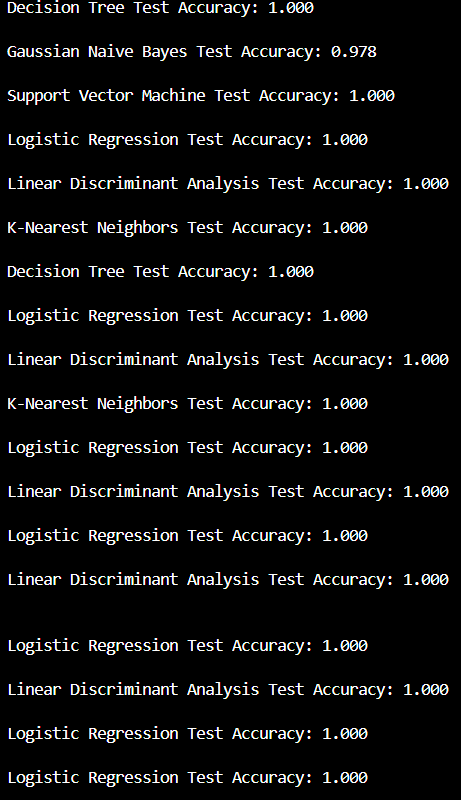 Decision Tree Test Accuracy: 1.000
Gaussian Naive Bayes Test Accuracy: 0.978
Support Vector Machine Test Accuracy: 1.000
Logistic Regression Test Accuracy: 1.000
Linear Discriminant Analysis Test Accuracy: 1.000
K-Nearest Neighbors Test Accuracy: 1.000
Decision Tree Test Accuracy: 1.000
Logistic Regression Test Accuracy: 1.000
Linear Discriminant Analysis Test Accuracy: 1.000
K-Nearest Neighbors Test Accuracy: 1.000
Logistic Regression Test Accuracy: 1.000
Linear Discriminant Analysis Test Accuracy: 1.000
Logistic Regression Test Accuracy: 1.000
Linear Discriminant Analysis Test Accuracy: 1.000
Logistic Regression Test Accuracy: 1.000
Linear Discriminant Analysis Test Accuracy: 1.000
Logistic Regression Test Accuracy: 1.000
Logistic Regression Test Accuracy: 1.000